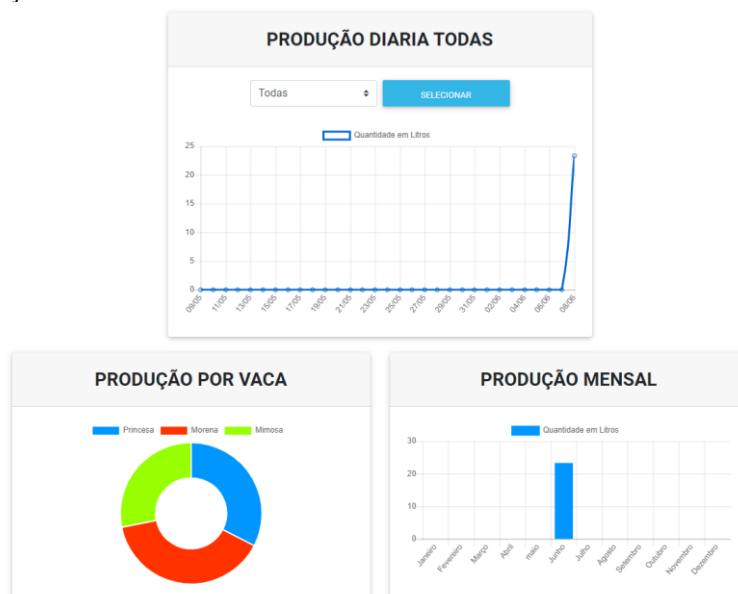 PRODUÇÃO DIARIA TODAS
Todas
SELECIONAR
Quantidade em Litros
25
20
15
10
5
0
09/05 11/05 13/05 15/05 17/05 19/05 21/05 23/05 25/05 27/05 29/05 31/05 02/06 04/06 06/06 08/06
PRODUÇÃO POR VACA
Princesa Morena Mimosa
PRODUÇÃO MENSAL
Quantidade em Litros
30
20
10
0
Janeiro Fevereiro Março Abril maio Junho Julho Agosto Setembro Outubro Novembro Dezembro